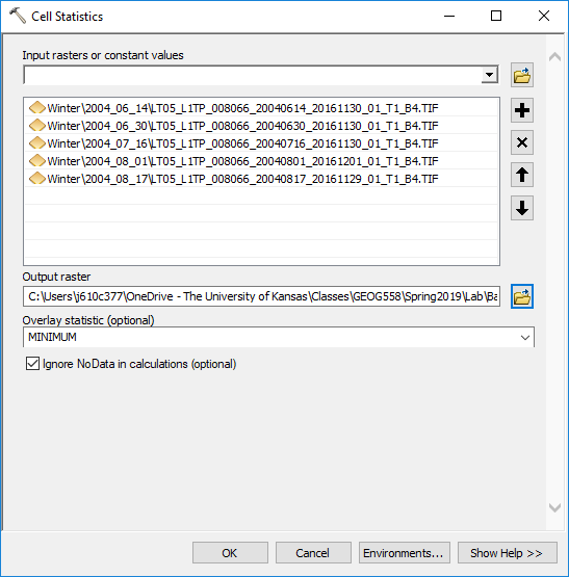 Cell Statistics
Input rasters or constant values
Winter\2004_06_14\LT05_L1TP_008066_20040614_20161130_01_T1_B4.TIF
Winter\2004_06_30\LT05_L1TP_008066_20040630_20161130_01_T1_B4.TIF
Winter\2004_07_16\LT05_L1TP_008066_20040716_20161130_01_T1_B4.TIF
Winter\2004_08_01\LT05_L1TP_008066_20040801_20161201_01_T1_B4.TIF
Winter\2004_08_17\LT05_L1TP_008066_20040817_20161129_01_T1_B4.TIF
Output raster
C:\Users\j610c377\OneDrive - The University of Kansas\Classes\GEOG558\Spring2019\Lab\Ba
Overlay statistic (optional)
MINIMUM
Ignore NoData in calculations (optional)
OK
Cancel
Environments...
Show Help >>